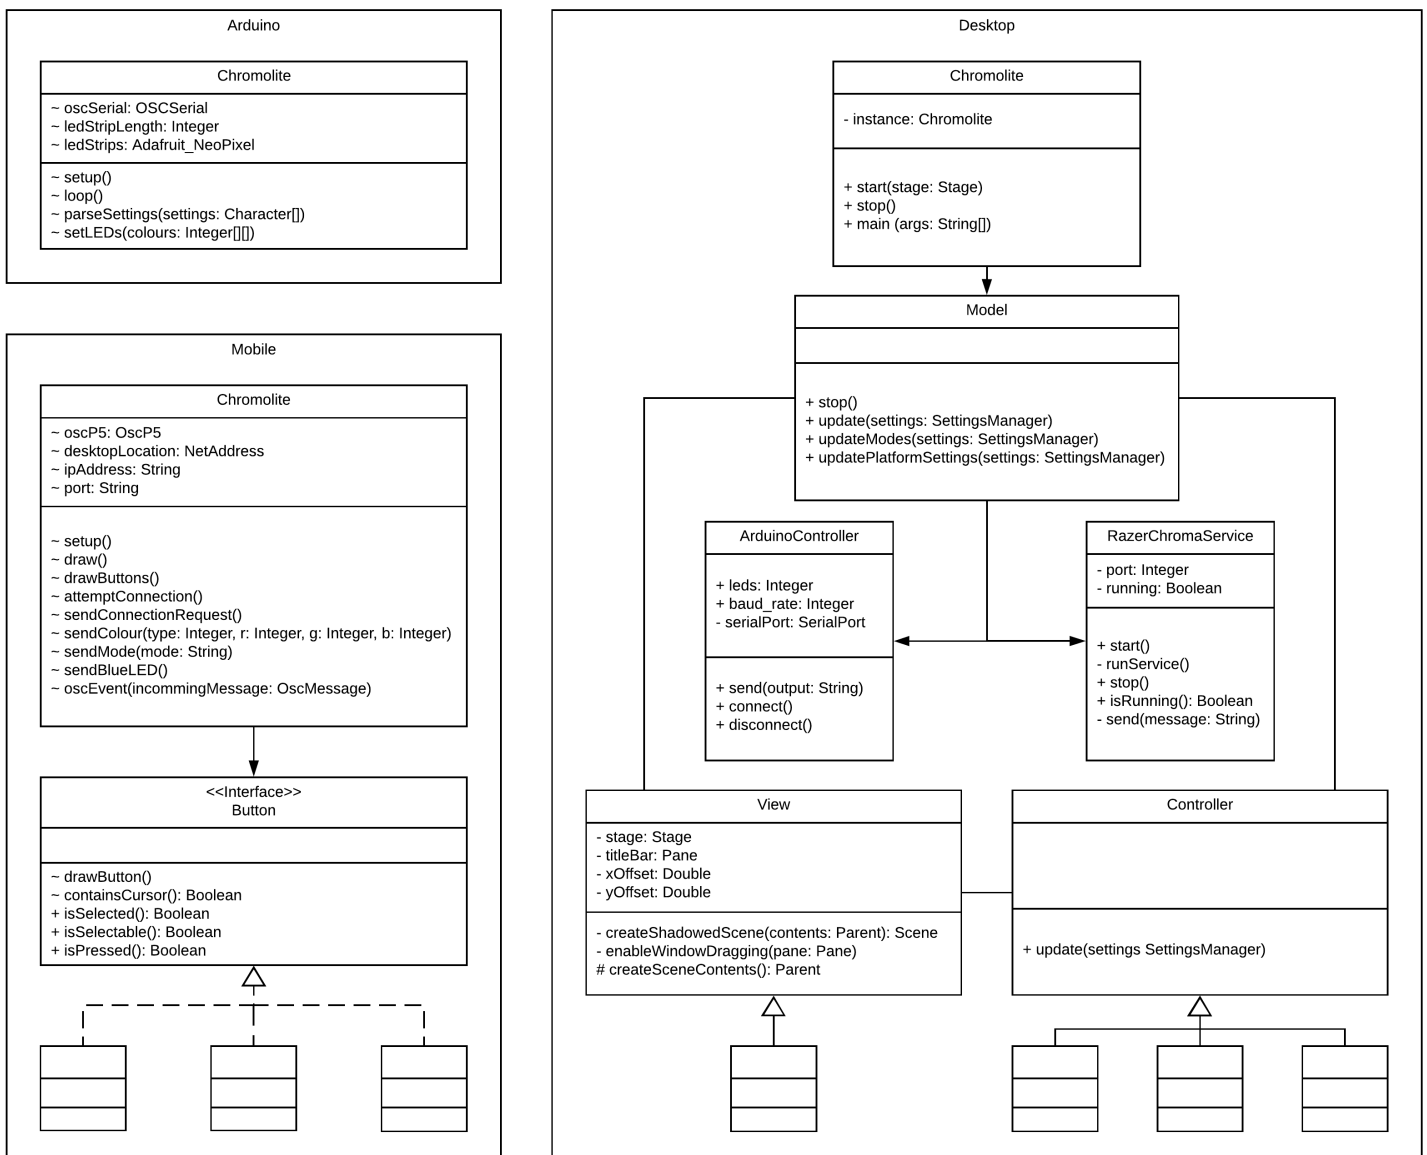 Arduino
Chromolite
~ oscSerial: OSCSerial
~ ledStripLength: Integer
~ ledStrips: Adafruit_NeoPixel
~ setup()
~ loop()
~ parseSettings(settings: Character[])
~ setLEDs(colours: Integer[][])
Mobile
Chromolite
~ oscP5: OscP5
~ desktopLocation: NetAddress
~ ipAddress: String
~ port: String
~ setup()
~ draw()
~ drawButtons()
~ attemptConnection()
~ sendConnectionRequest()
~ sendColour(type: Integer, r: Integer, g: Integer, b: Integer)
~ sendMode(mode: String)
~ sendBlueLED()
~ oscEvent(incommingMessage: OscMessage)
<<Interface>>
Button
~ drawButton()
~ containsCursor(): Boolean
+ isSelected(): Boolean
+ isSelectable(): Boolean
+ isPressed(): Boolean
Desktop
Chromolite
- instance: Chromolite
+ start(stage: Stage)
+ stop()
+ main (args: String[])
Model
+ stop()
+ update(settings: SettingsManager)
+ updateModes(settings: SettingsManager)
+ updatePlatformSettings(settings: SettingsManager)
ArduinoController
+ leds: Integer
+ baud_rate: Integer
- serialPort: SerialPort
+ send(output: String)
+ connect()
+ disconnect()
RazerChromaService
- port: Integer
- running: Boolean
+ start()
- runService()
+ stop()
+ isRunning(): Boolean
- send(message: String)
View
- stage: Stage
- titleBar: Pane
- xOffset: Double
- yOffset: Double
- createShadowedScene(contents: Parent): Scene
- enableWindowDragging(pane: Pane)
# createSceneContents(): Parent
Controller
+ update(settings SettingsManager)